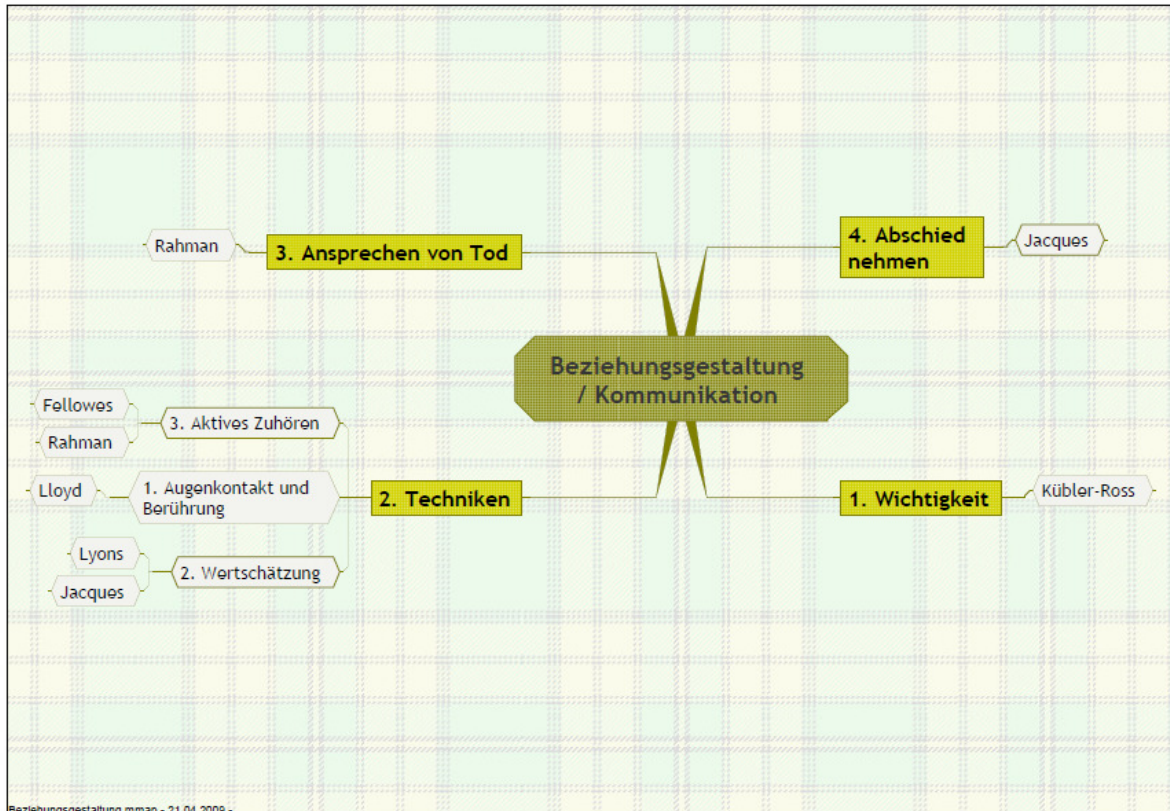 Rahman
3. Ansprechen von Tod
4. Abschied
nehmen
Jacques
Beziehungsgestaltung
/ Kommunikation
Fellowes
Rahman
3. Aktives Zuhören
Lloyd
1. Augenkontakt und
Berührung
2. Techniken
Lyons
Jacques
2. Wertschätzung
1. Wichtigkeit
Kübler-Ross
Beziehungsgestaltung.mmap - 21.04.2009 -